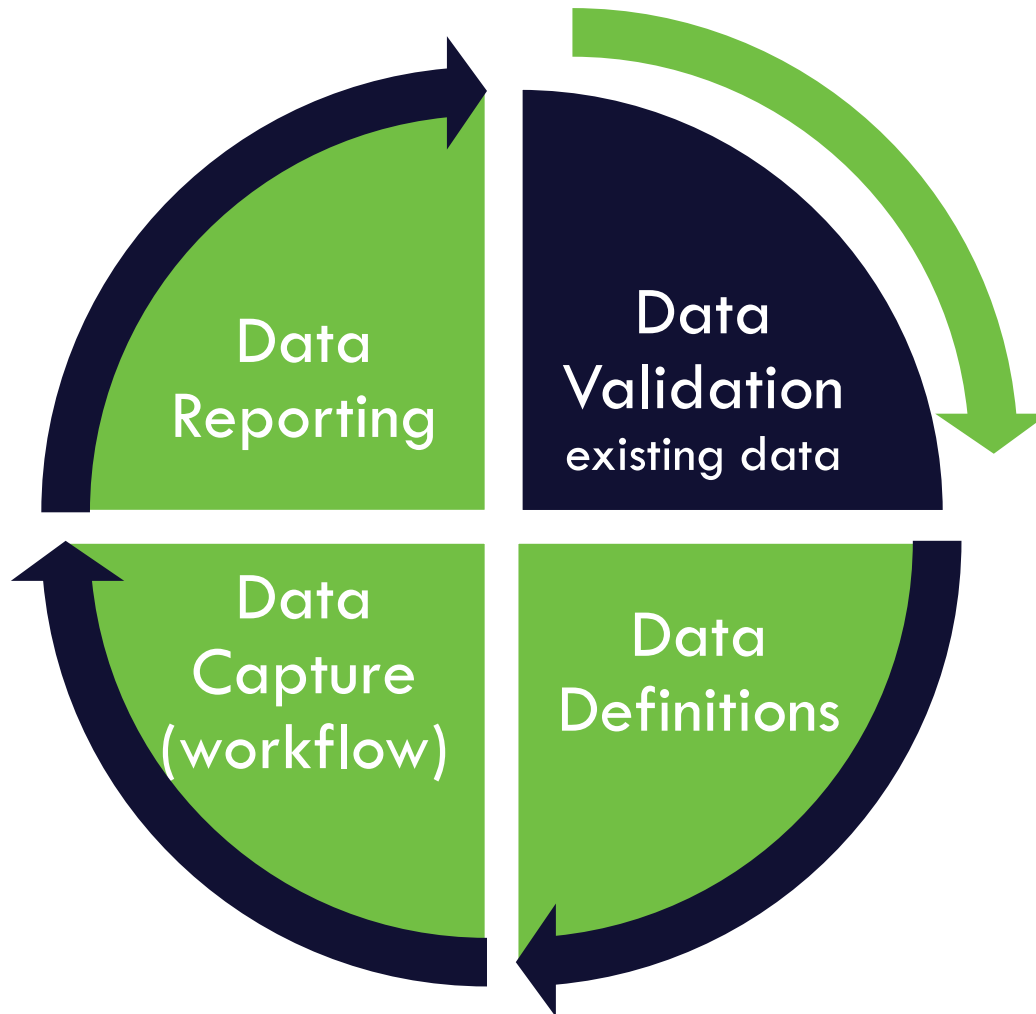 Data
Reporting
Data
Validation
existing data
Data
Capture
(workflow)
Data
Definitions